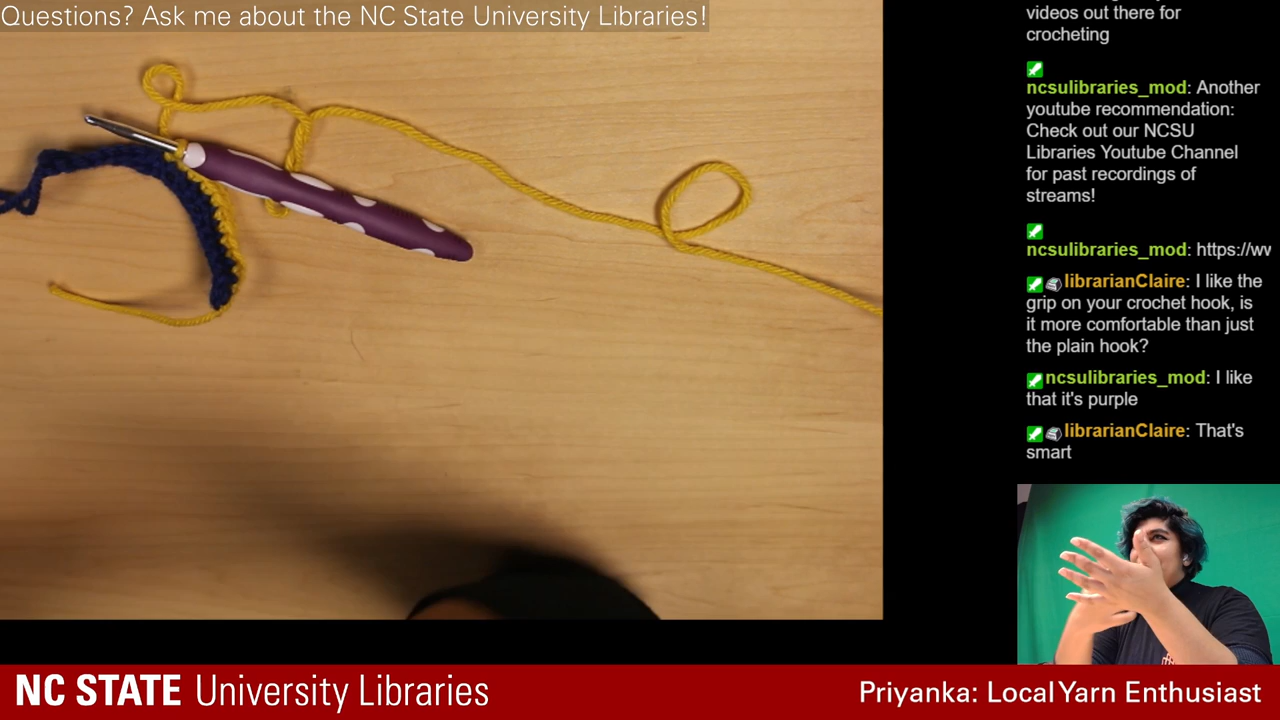 Questions? Ask me about the NC State University Libraries!
videos out there for
crocheting
ncsulibraries_mod: Another
youtube recommendation:
Check out our NCSU
Libraries Youtube Channel
for past recordings of
streams!
ncsulibraries_mod: https://ww
librarianClaire: I like the
grip on your crochet hook, is
it more comfortable than just
the plain hook?
ncsulibraries_mod: I like
that it's purple
librarianClaire: That's
smart
NC STATE University Libraries
Priyanka: Local Yarn Enthusiast